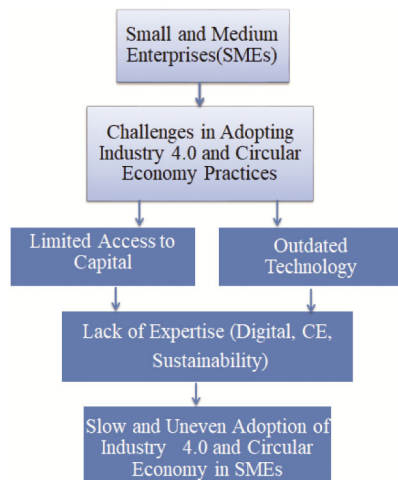 Small and Medium
Enterprises(SMEs)
Challenges in Adopting
Industry 4.0 and Circular
Economy Practices
Limited Access to
Capital
Outdated
Technology
Lack of Expertise (Digital, CE,
Sustainability)
Slow and Uneven Adoption of
Industry 4.0 and Circular
Economy in SMEs